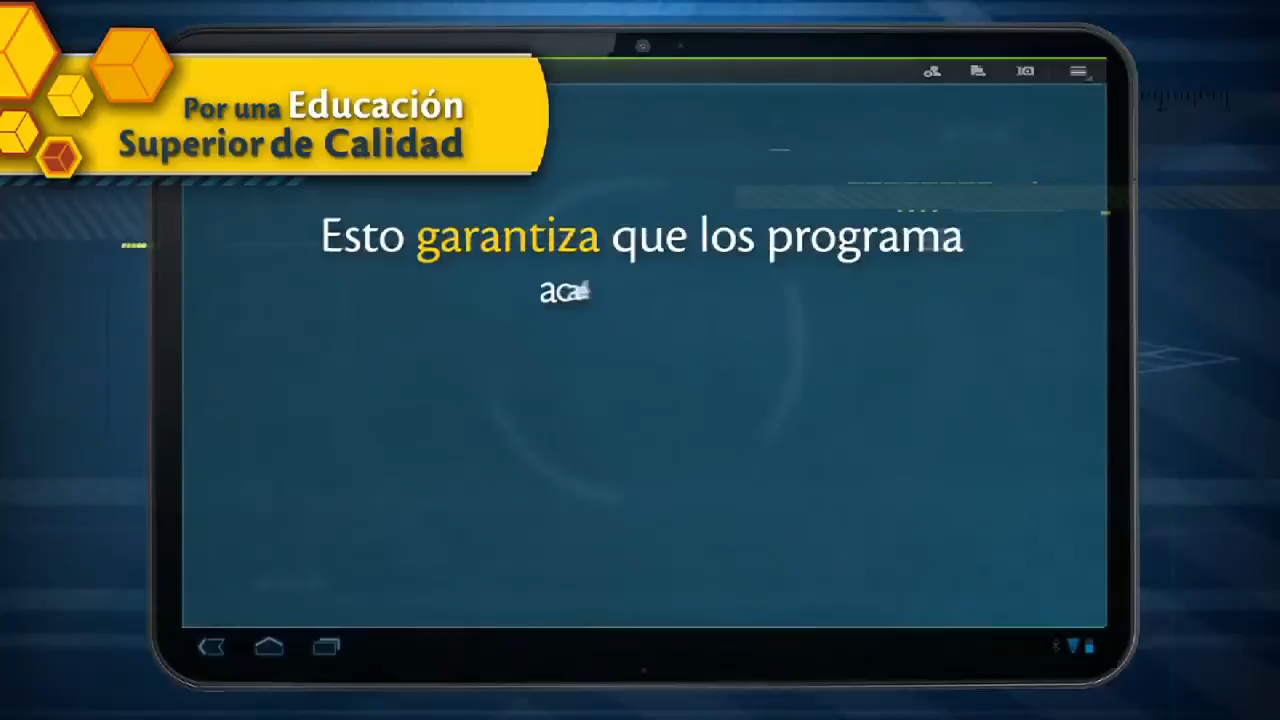 Por una Educación
Superior de Calidad
Esto garantiza que los programa